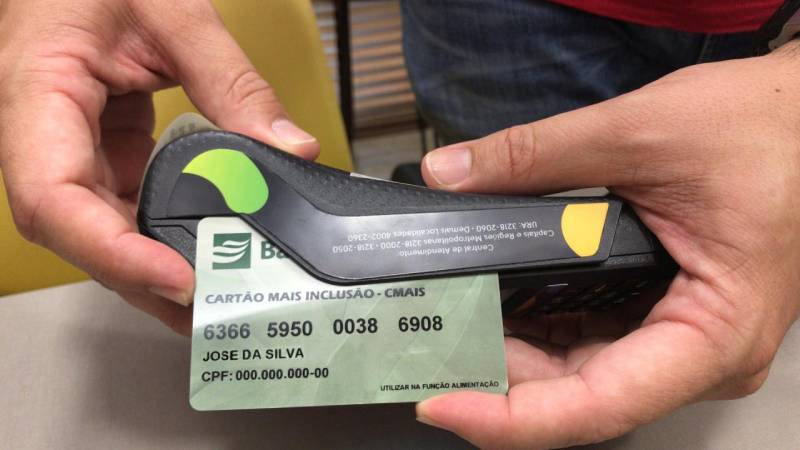 Central de Atendimento:
Capitais e Regiões Metropolitanas 3218-2000 - 3218-2050
URA: 3218-2060 - Demais Localidades 4002-2360
CARTÃO MAIS INCLUSÃO - CMAIS
6366 5950 0038 6908
JOSE DA SILVA
CPF: 000.000.000-00
UTILIZAR NA FUNÇÃO ALIMENTAÇÃO